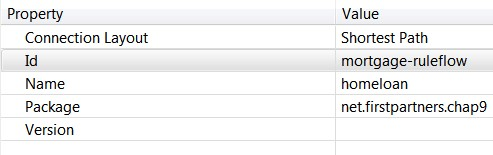 Property Value
Connection Layout Shortest Path
Id mortgage-ruleflow
Name homeloan
Package net.firstpartners.chap9
Version